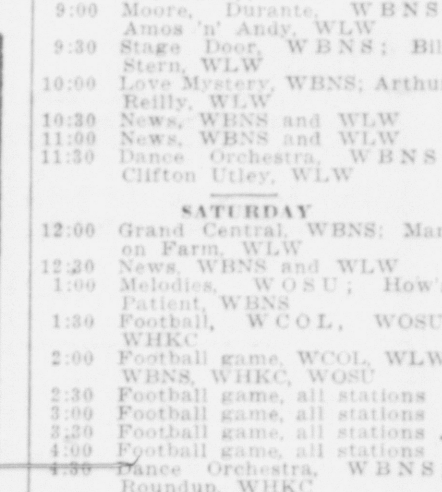 9:00 Moore, Durante, WBNS
Amos 'n' Andy, WLW
9:30 Stage Door, WBNS; Bil
Stern, WLW
10:00 Love Mystery, WBNS; Arthu
Reilly, WLW
10:30 News, WBNS and WLW
11:00 News, WBNS and WLW
11:30 Dance Orchestra, WBNS
Clifton Utley, WLW
SATURDAY
12:00 Grand Central, WBNS; Man
on Farm, WLW
12:30 News, WBNS and WLW
1:00 Melodies, WOSU; How's
Patient, WBNS
1:30 Football, WCOL, WOSU
WHKC
2:00 Football game, WCOL, WLW
WBNS, WHKC, WOSU
2:30 Football game, all stations
3:00 Football game, all stations
3:30 Football game, all stations
4:00 Football game, all stations
4:30 Dance Orchestra, WBNS
Roundup, WHKC